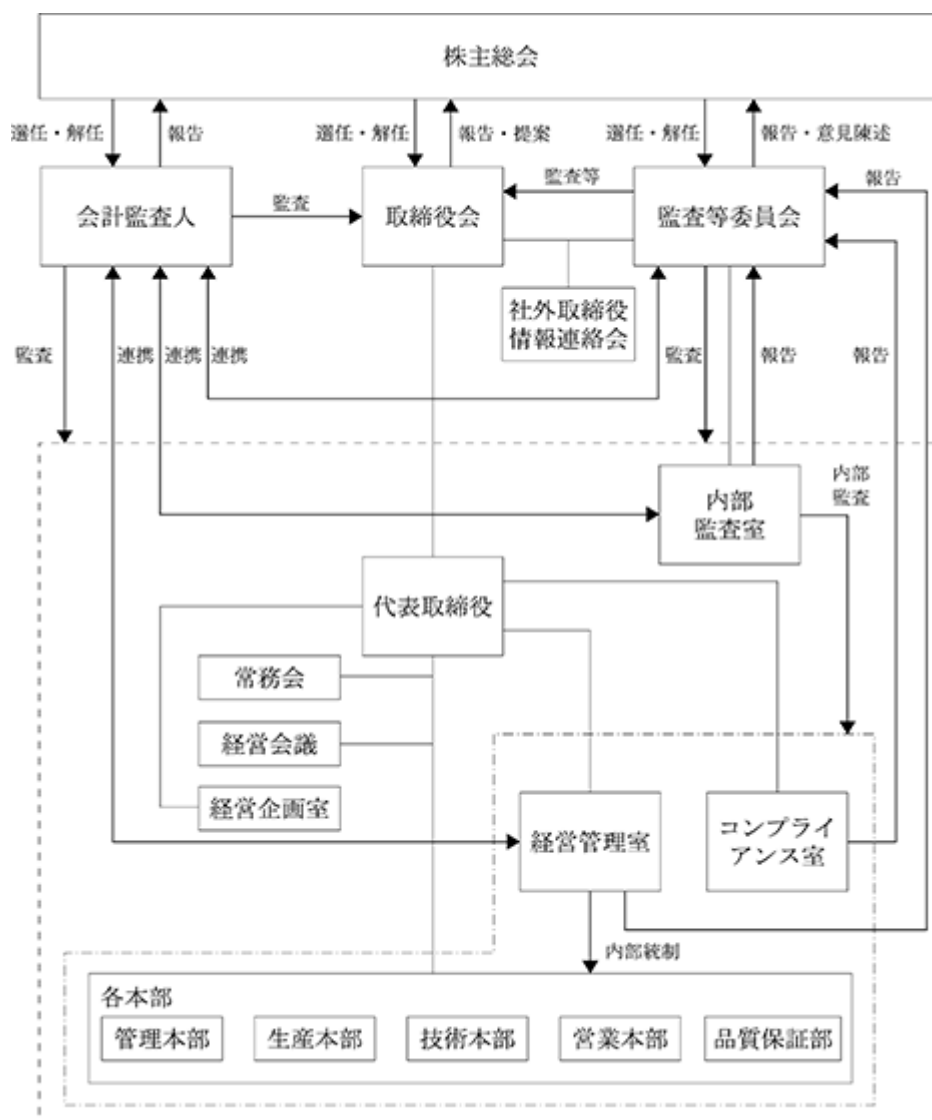 株主総会
選任・解任
報告
選任・解任
報告・提案
選任・解任
報告・意見陳述
会計監査人
監査
取締役会
監査等
監査等委員会
報告
社外取締役
情報連絡会
監査
連携
連携
連携
監査
報告
報告
内部
監査室
内部
監査
代表取締役
常務会
経営会議
経営企画室
経営管理室
コンプライ
アンス室
内部統制
各本部
管理本部
生産本部
技術本部
営業本部
品質保証部